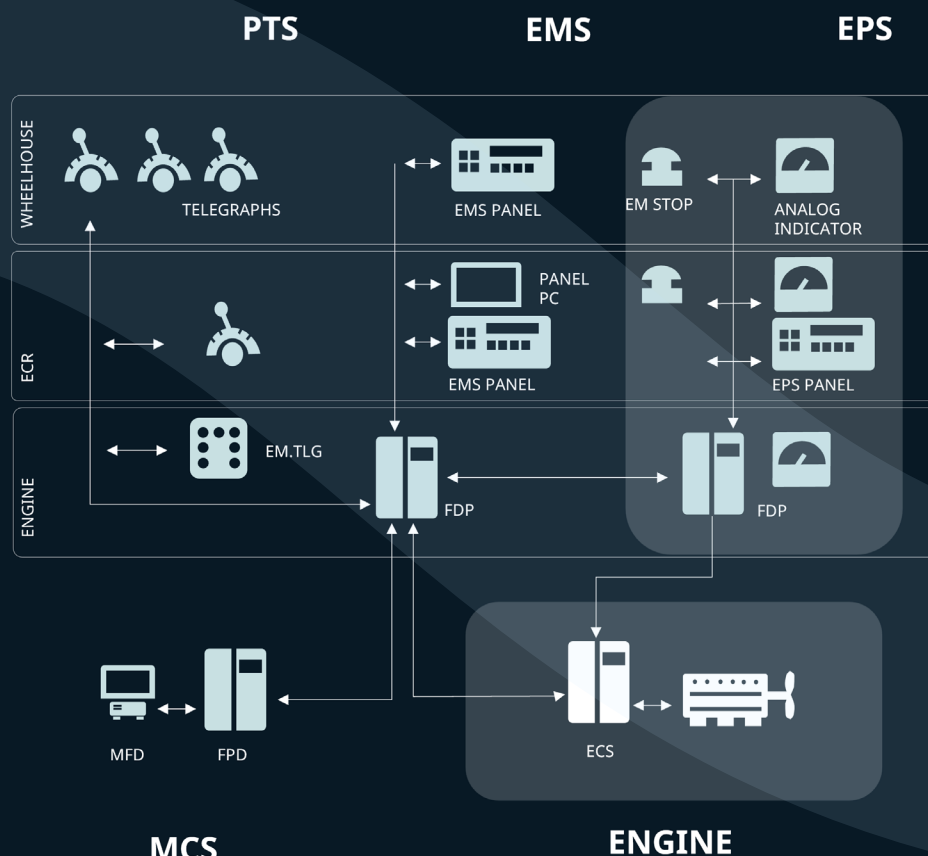 PTS
EMS
EPS
WHEELHOUSE
TELEGRAPHS
EMS PANEL
EM STOP
ANALOG
INDICATOR
ECR
PANEL
PC
EMS PANEL
EPS PANEL
ENGINE
EM.TLG
FDP
FDP
MFD
FPD
ECS
MCS
ENGINE